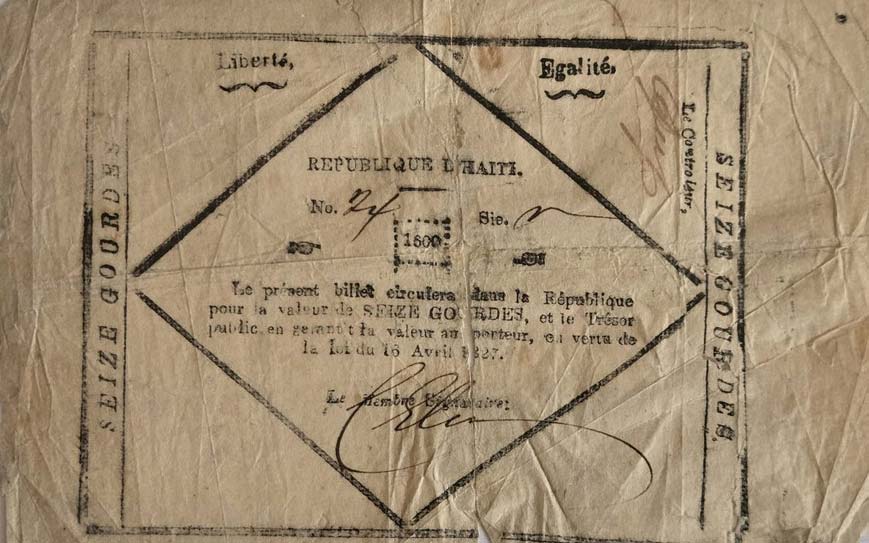 Liberté,
Egalité,
REPUBLIQUE D'HAITI.
No. 24 Sie.
1600
Le présent billet circulera dans la République
pour la valeur de SEIZE GOURDES, et le Trésor
public en garantit la valeur au porteur, en vertu de
la loi du 16 Avril 1827.
Le Membre Signataire:
SEIZE GOURDES
Le Controleur,
SEIZE GOURDES.